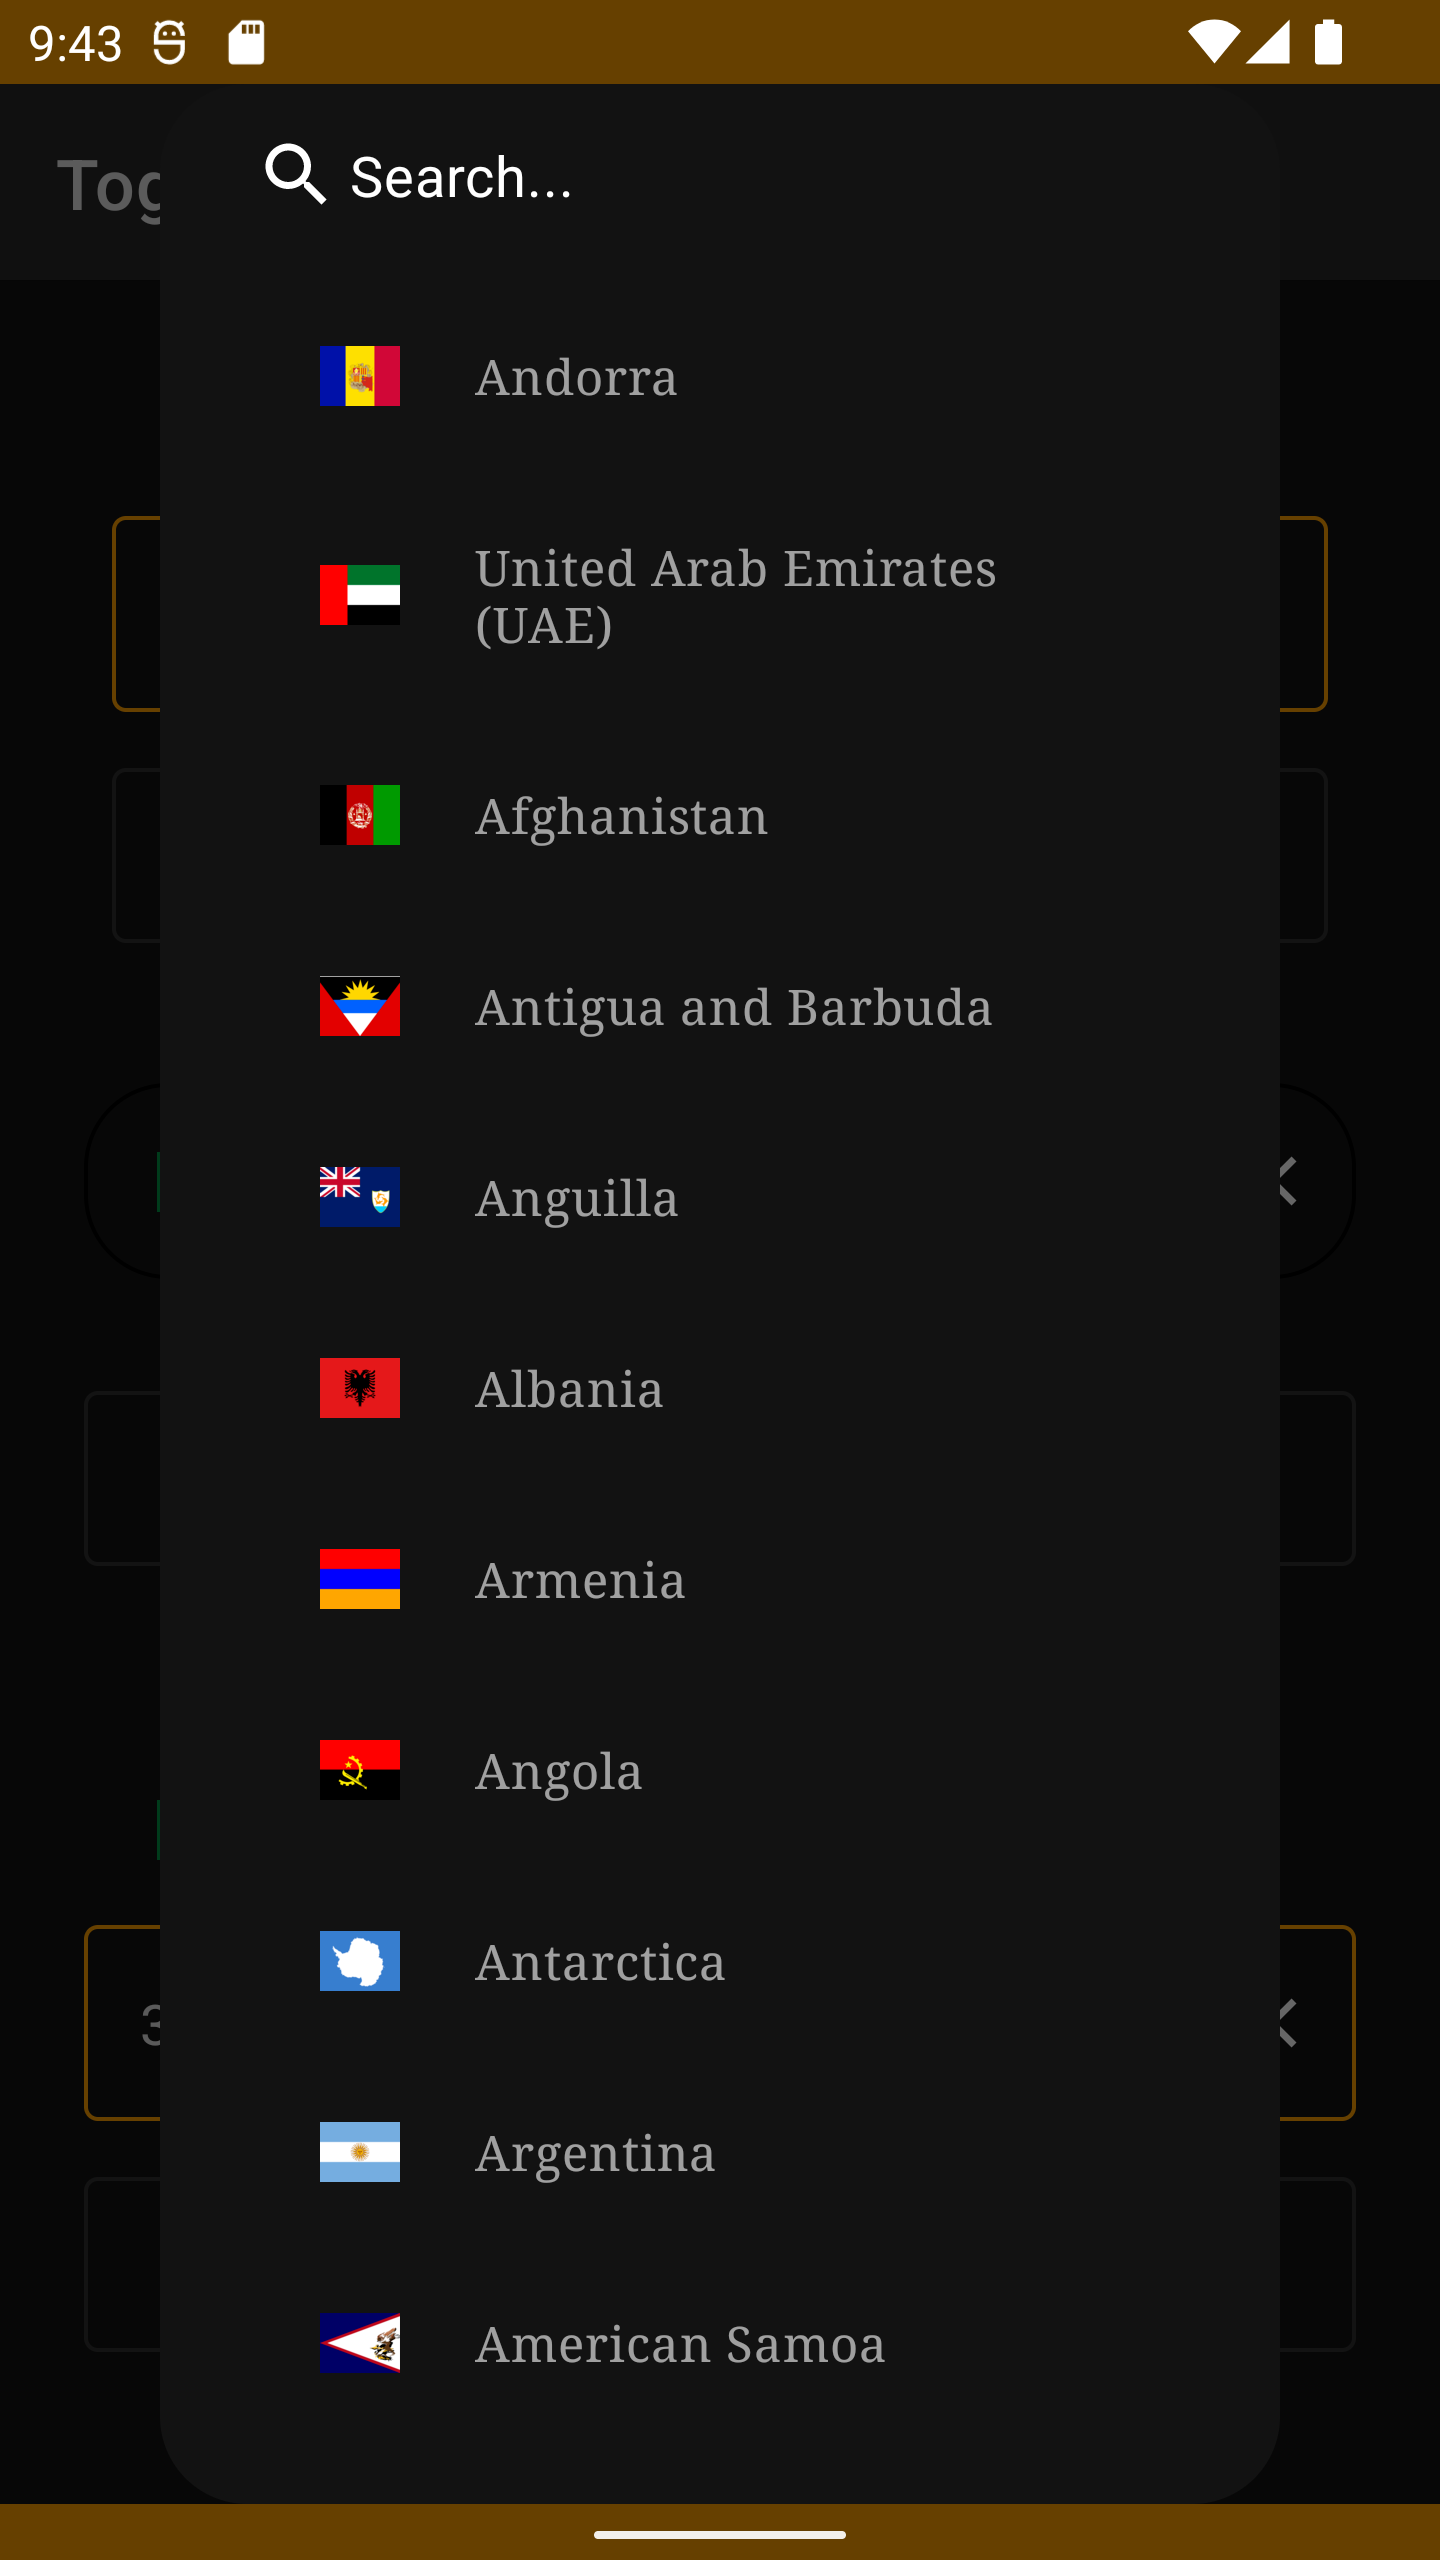 9:43
Tog
Search...
Andorra
United Arab Emirates
(UAE)
Afghanistan
Antigua and Barbuda
Anguilla
Albania
Armenia
Angola
Antarctica
3
Argentina
American Samoa